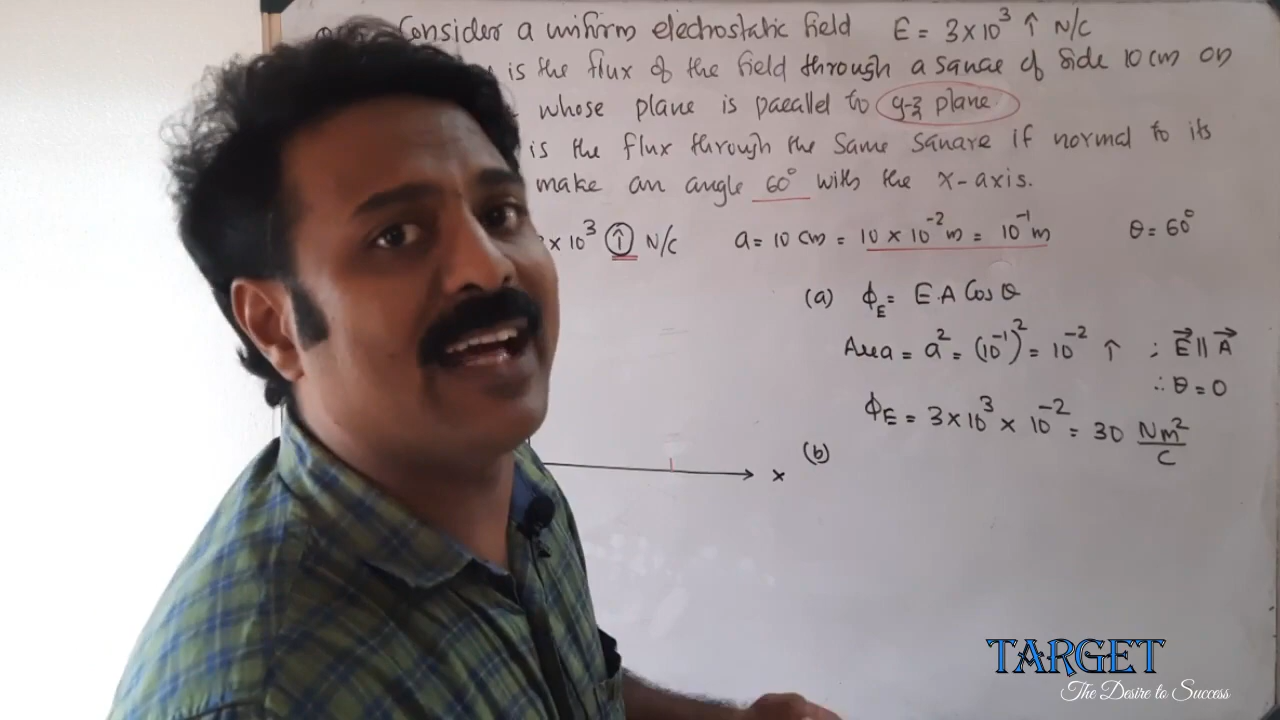 Consider a uniform electrostatic field E = 3×10³ ↑ N/C
is the flux of the field through a sqnare of side 10 cm on
whose plane is parallel to y-z plane
is the flux through the same sqnare if normal to its
make an angle 60° with the x-axis.
× 10³ ↑ N/C a = 10 cm = 10 × 10⁻² m = 10⁻¹ m θ = 60°
(a) ϕE = E.A Cos θ
Area = a² = (10⁻¹)² = 10⁻² ↑ ∵ E⃗ || A⃗
∴ θ = 0
ϕE = 3×10³ × 10⁻² = 30 Nm²/C
(b)
x
TARGET
The Desire to Success